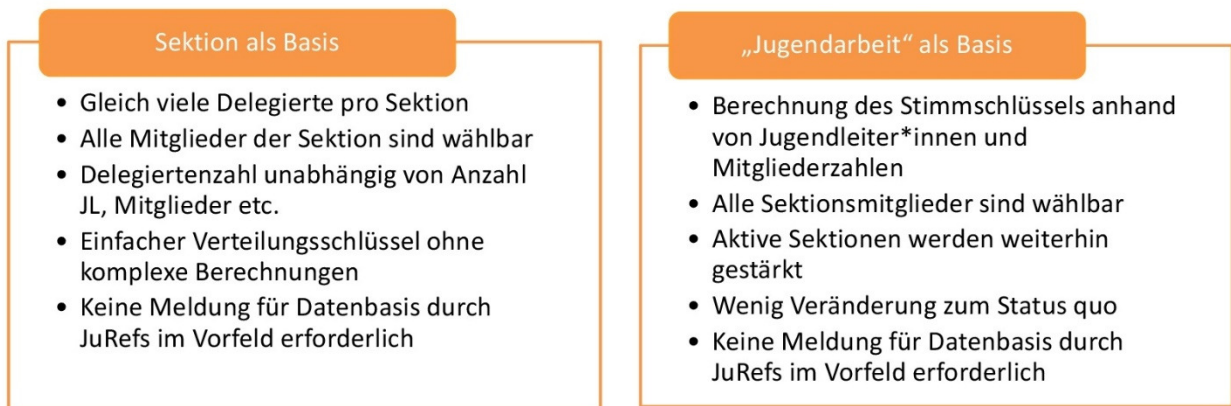 Sektion als Basis
• Gleich viele Delegierte pro Sektion
• Alle Mitglieder der Sektion sind wählbar
• Delegiertenzahl unabhängig von Anzahl
JL, Mitglieder etc.
• Einfacher Verteilungsschlüssel ohne
komplexe Berechnungen
• Keine Meldung für Datenbasis durch
JuRefs im Vorfeld erforderlich
„Jugendarbeit“ als Basis
• Berechnung des Stimmschlüssels anhand
von Jugendleiter*innen und
Mitgliederzahlen
• Alle Sektionsmitglieder sind wählbar
• Aktive Sektionen werden weiterhin
gestärkt
• Wenig Veränderung zum Status quo
• Keine Meldung für Datenbasis durch
JuRefs im Vorfeld erforderlich